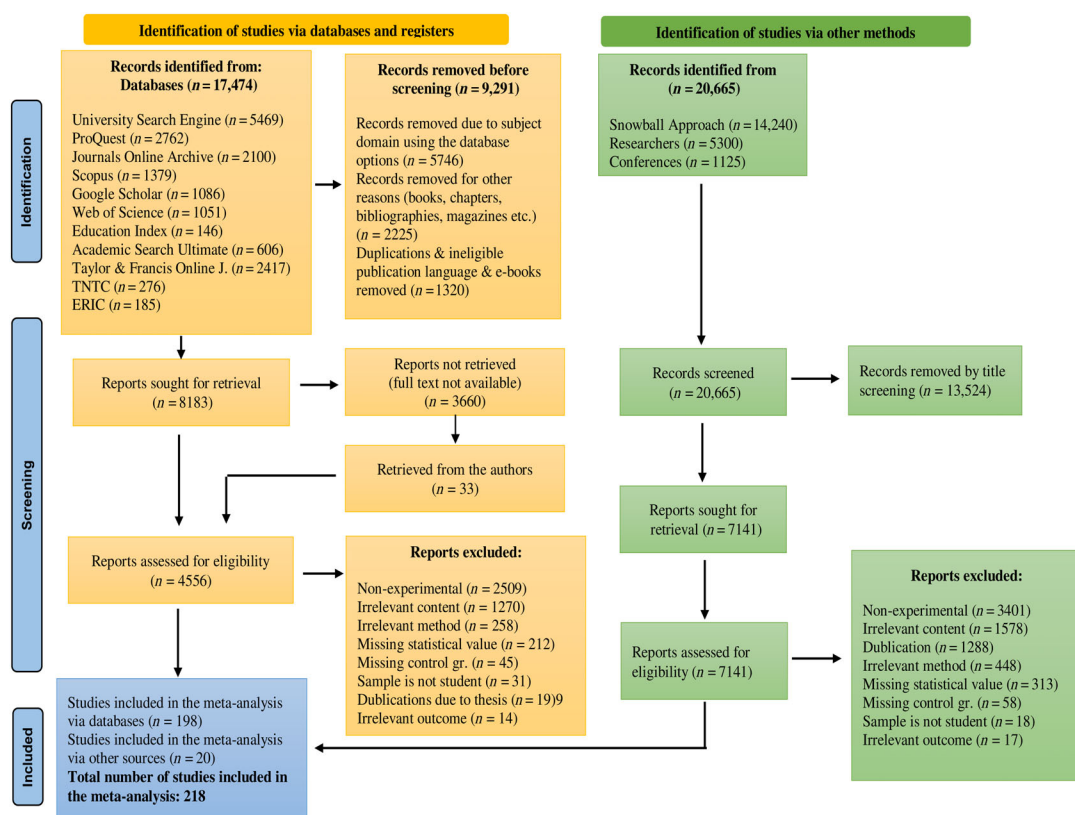 Identification of studies via databases and registers
Identification of studies via other methods
Identification
Records identified from:
Databases (n = 17,474)
University Search Engine (n = 5469)
ProQuest (n = 2762)
Journals Online Archive (n = 2100)
Scopus (n = 1379)
Google Scholar (n = 1086)
Web of Science (n = 1051)
Education Index (n = 146)
Academic Search Ultimate (n = 606)
Taylor & Francis Online J. (n = 2417)
TNTC (n = 276)
ERIC (n = 185)
Records removed before
screening (n = 9,291)
Records removed due to subject
domain using the database
options (n = 5746)
Records removed for other
reasons (books, chapters,
bibliographies, magazines etc.)
(n = 2225)
Duplications & ineligible
publication language & e-books
removed (n = 1320)
Records identified from
(n = 20,665)
Snowball Approach (n = 14,240)
Researchers (n = 5300)
Conferences (n = 1125)
Screening
Reports sought for retrieval
(n = 8183)
Reports not retrieved
(full text not available)
(n = 3660)
Retrieved from the authors
(n = 33)
Records screened
(n = 20,665)
Records removed by title
screening (n = 13,524)
Reports sought for
retrieval (n = 7141)
Reports assessed for eligibility
(n = 4556)
Reports excluded:
Non-experimental (n = 2509)
Irrelevant content (n = 1270)
Irrelevant method (n = 258)
Missing statistical value (n = 212)
Missing control gr. (n = 45)
Sample is not student (n = 31)
Dublications due to thesis (n = 19)9
Irrelevant outcome (n = 14)
Reports assessed for
eligibility (n = 7141)
Reports excluded:
Non-experimental (n = 3401)
Irrelevant content (n = 1578)
Dublication (n = 1288)
Irrelevant method (n = 448)
Missing statistical value (n = 313)
Missing control gr. (n = 58)
Sample is not student (n = 18)
Irrelevant outcome (n = 17)
Included
Studies included in the meta-analysis
via databases (n = 198)
Studies included in the meta-analysis
via other sources (n = 20)
Total number of studies included in
the meta-analysis: 218